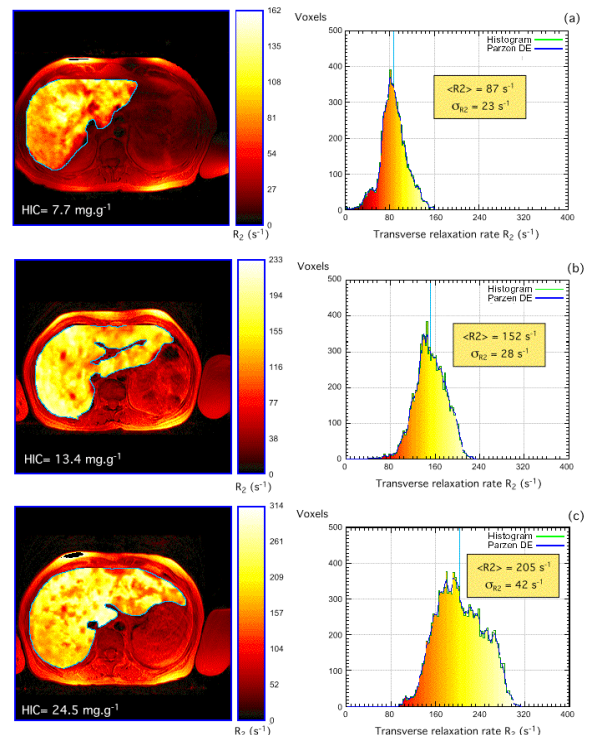 162
135
108
81
54
27
0
R2 (s-1)
HIC= 7.7 mg.g-1
Voxels
(a)
500
400
300
200
100
0
Histogram
Parzen DE
<R2> = 87 s-1
σR2 = 23 s-1
0 80 160 240 320 400
Transverse relaxation rate R2 (s-1)
233
194
155
116
78
39
0
R2 (s-1)
HIC= 13.4 mg.g-1
Voxels
(b)
500
400
300
200
100
0
Histogram
Parzen DE
<R2> = 152 s-1
σR2 = 28 s-1
0 80 160 240 320 400
Transverse relaxation rate R2 (s-1)
314
261
209
157
105
52
0
R2 (s-1)
HIC= 24.5 mg.g-1
Voxels
(c)
500
400
300
200
100
0
Histogram
Parzen DE
<R2> = 205 s-1
σR2 = 42 s-1
0 80 160 240 320 400
Transverse relaxation rate R2 (s-1)